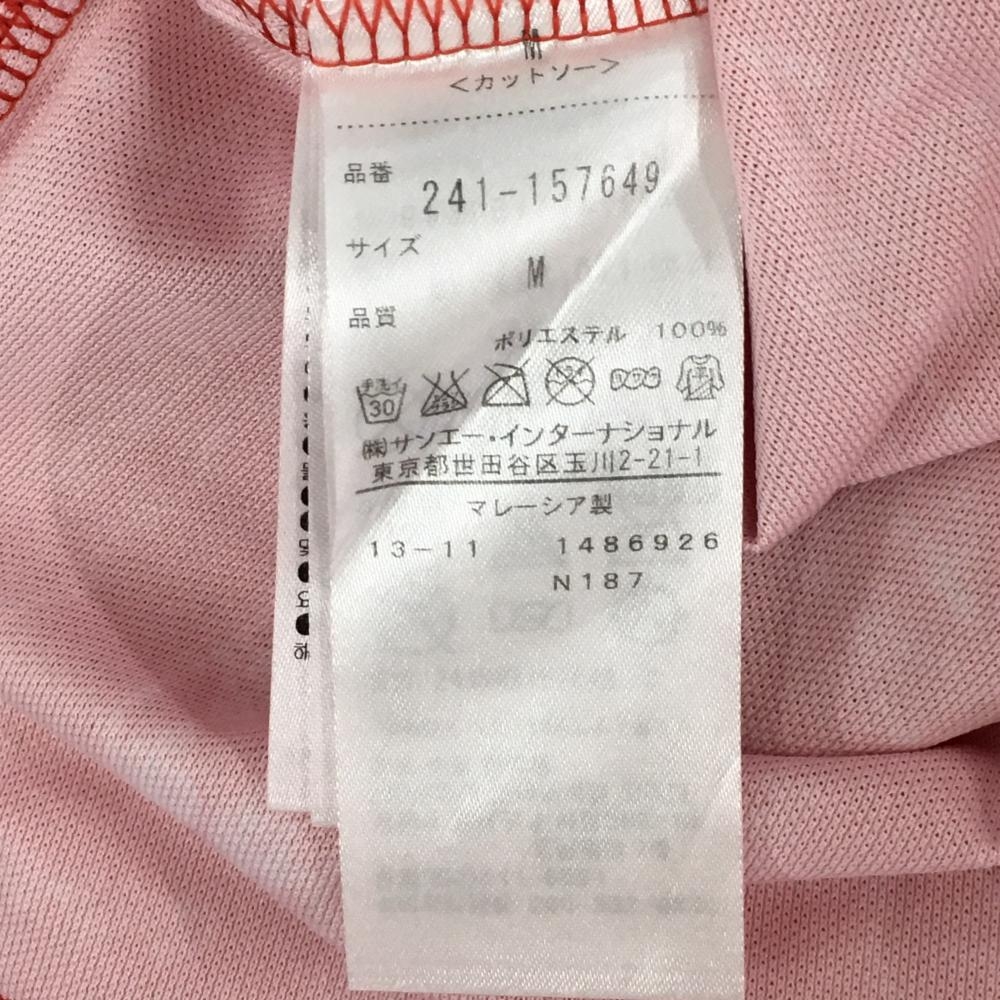 M
<カットソー>
品番
241-157649
サイズ
M
品質
ポリエステル 100%
手洗イ
30
(株)サンエー・インターナショナル
東京都世田谷区玉川2-21-1
マレーシア製
13-11 1486926
N187